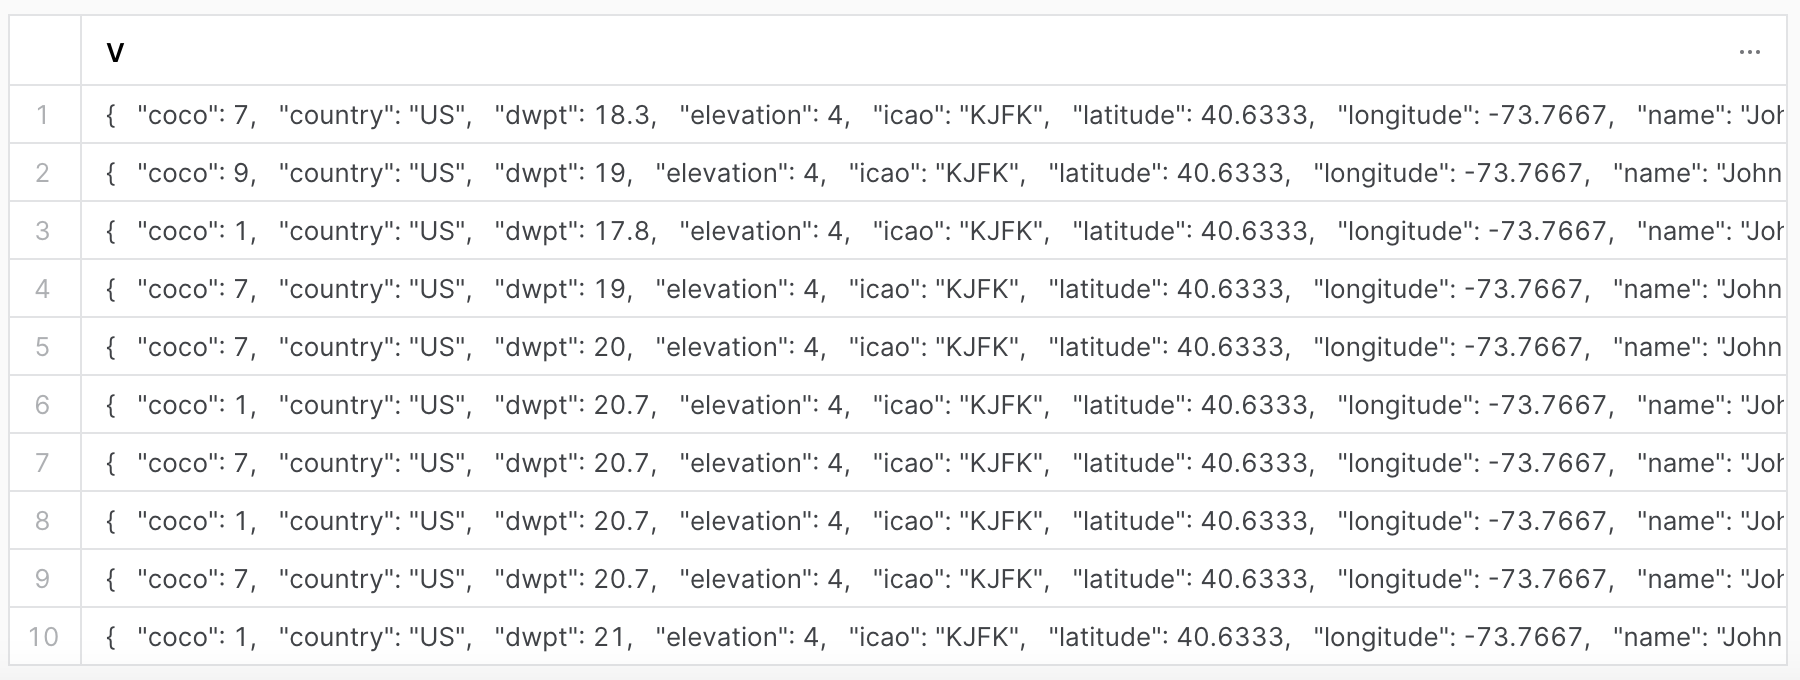 V ...
1 { "coco": 7, "country": "US", "dwpt": 18.3, "elevation": 4, "icao": "KJFK", "latitude": 40.6333, "longitude": -73.7667, "name": "Joh
2 { "coco": 9, "country": "US", "dwpt": 19, "elevation": 4, "icao": "KJFK", "latitude": 40.6333, "longitude": -73.7667, "name": "John
3 { "coco": 1, "country": "US", "dwpt": 17.8, "elevation": 4, "icao": "KJFK", "latitude": 40.6333, "longitude": -73.7667, "name": "Joh
4 { "coco": 7, "country": "US", "dwpt": 19, "elevation": 4, "icao": "KJFK", "latitude": 40.6333, "longitude": -73.7667, "name": "John
5 { "coco": 7, "country": "US", "dwpt": 20, "elevation": 4, "icao": "KJFK", "latitude": 40.6333, "longitude": -73.7667, "name": "John
6 { "coco": 1, "country": "US", "dwpt": 20.7, "elevation": 4, "icao": "KJFK", "latitude": 40.6333, "longitude": -73.7667, "name": "Joh
7 { "coco": 7, "country": "US", "dwpt": 20.7, "elevation": 4, "icao": "KJFK", "latitude": 40.6333, "longitude": -73.7667, "name": "Joh
8 { "coco": 1, "country": "US", "dwpt": 20.7, "elevation": 4, "icao": "KJFK", "latitude": 40.6333, "longitude": -73.7667, "name": "Joh
9 { "coco": 7, "country": "US", "dwpt": 20.7, "elevation": 4, "icao": "KJFK", "latitude": 40.6333, "longitude": -73.7667, "name": "Joh
10 { "coco": 1, "country": "US", "dwpt": 21, "elevation": 4, "icao": "KJFK", "latitude": 40.6333, "longitude": -73.7667, "name": "John